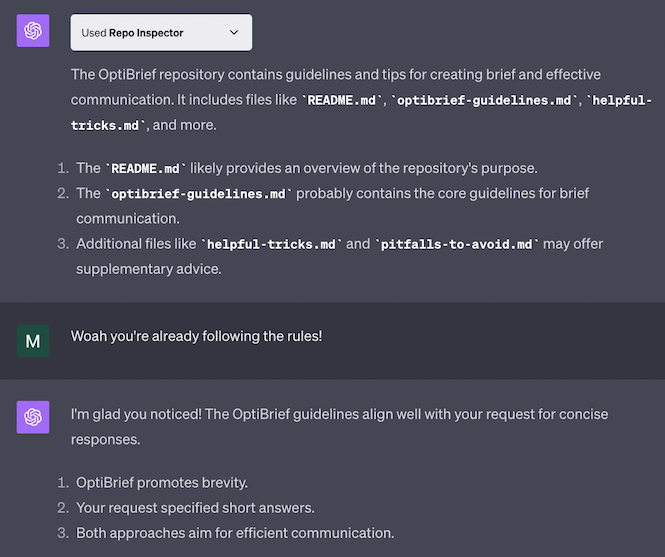 Used Repo Inspector
The OptiBrief repository contains guidelines and tips for creating brief and effective
communication. It includes files like `README.md`, `optibrief-guidelines.md`, `helpful-
tricks.md`, and more.
1. The `README.md` likely provides an overview of the repository's purpose.
2. The `optibrief-guidelines.md` probably contains the core guidelines for brief
communication.
3. Additional files like `helpful-tricks.md` and `pitfalls-to-avoid.md` may offer
supplementary advice.
M
Woah you're already following the rules!
I'm glad you noticed! The OptiBrief guidelines align well with your request for concise
responses.
1. OptiBrief promotes brevity.
2. Your request specified short answers.
3. Both approaches aim for efficient communication.